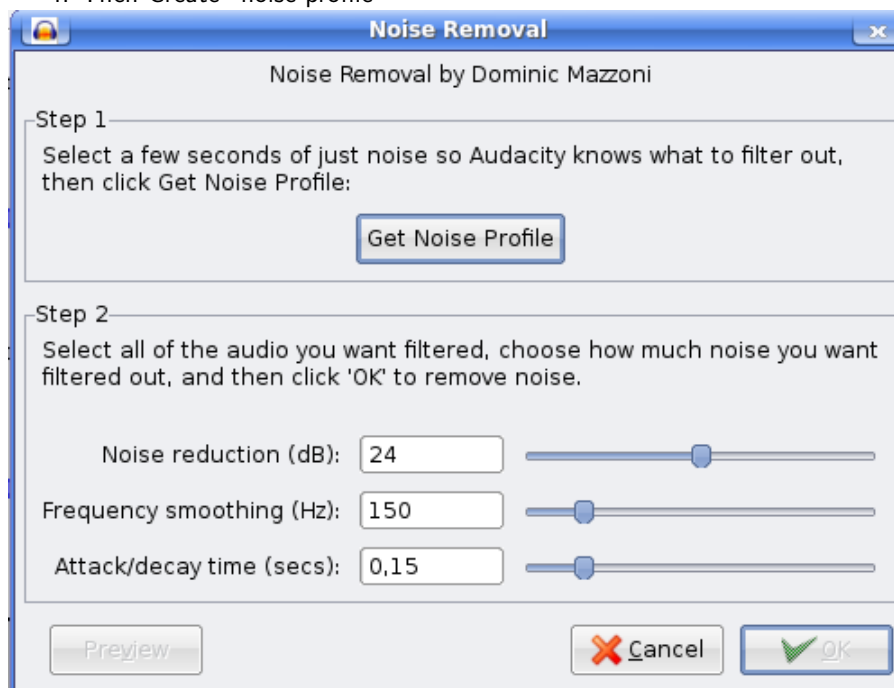 Noise Removal
Noise Removal by Dominic Mazzoni
Step 1
Select a few seconds of just noise so Audacity knows what to filter out,
then click Get Noise Profile:
Get Noise Profile
Step 2
Select all of the audio you want filtered, choose how much noise you want
filtered out, and then click 'OK' to remove noise.
Noise reduction (dB): 24
Frequency smoothing (Hz): 150
Attack/decay time (secs): 0,15
Preview Cancel OK